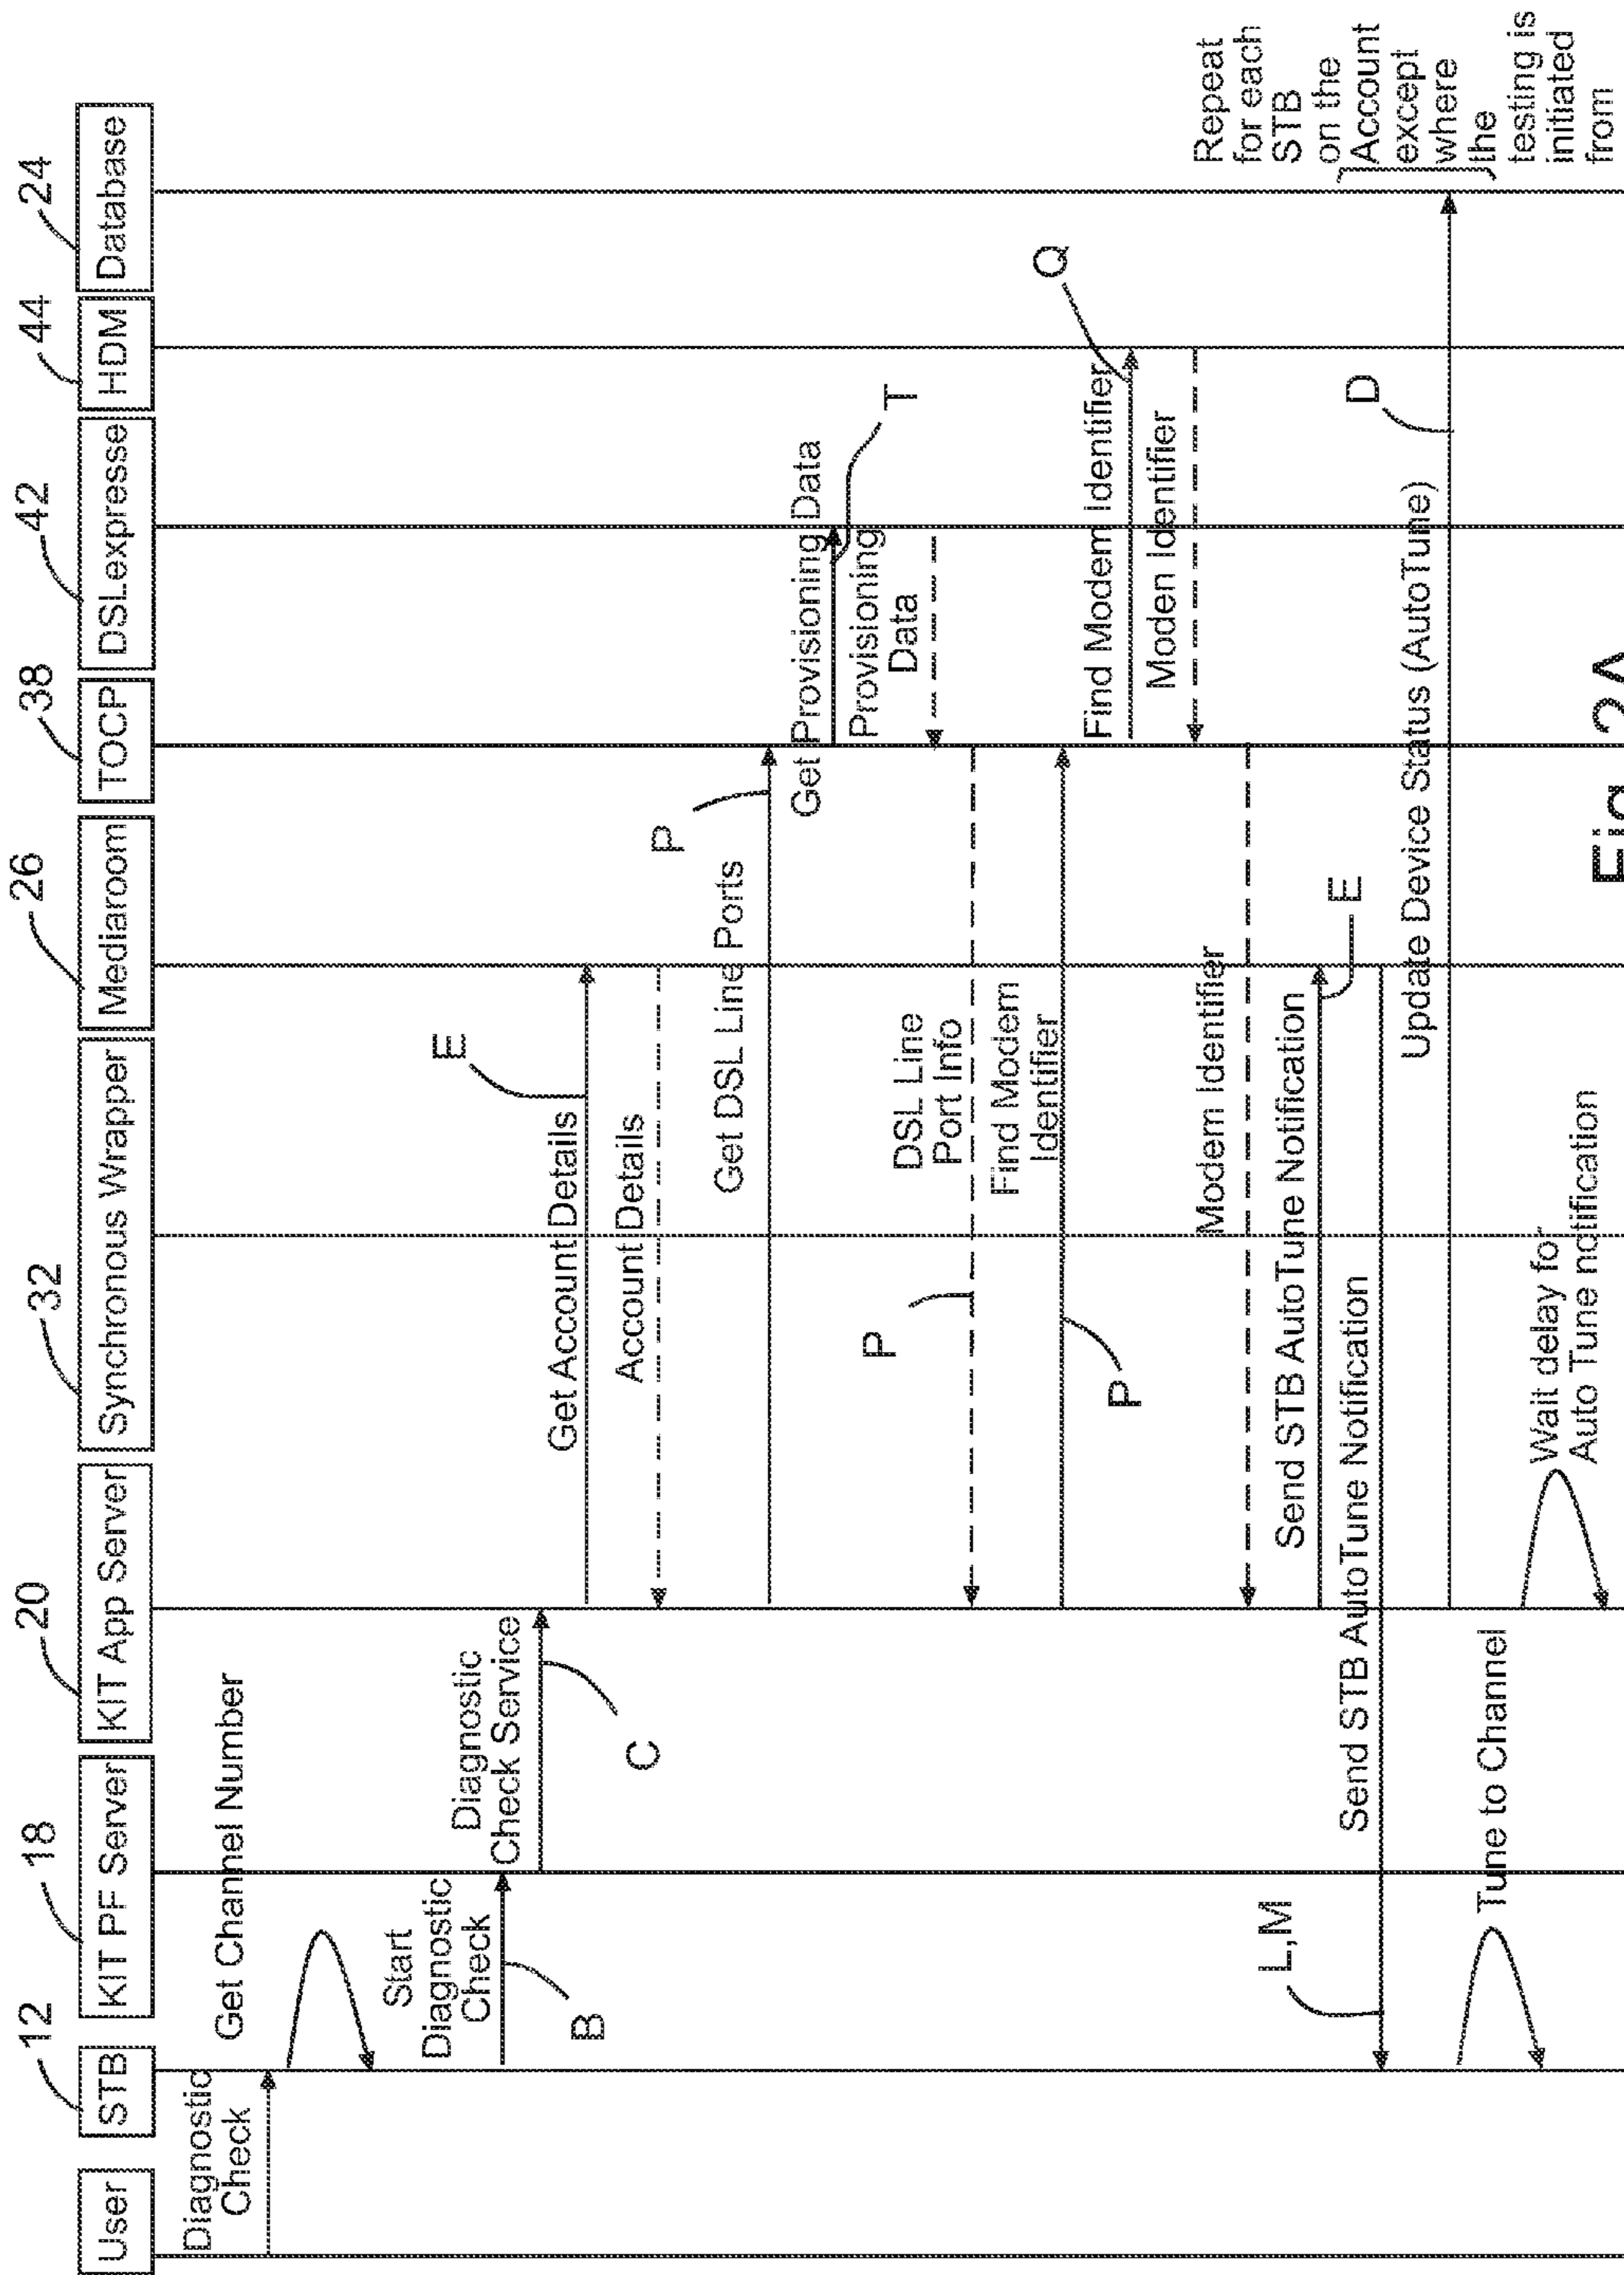 User
STB
12
KIT PF Server
18
KIT App Server
20
Synchronous Wrapper
32
Mediaroom
26
TOCP
38
DSLexpresse
42
HDM
44
Database
24
Diagnostic
Check
Get Channel Number
Start
Diagnostic
Check
B
Diagnostic
Check Service
C
Get Account Details
E
Account Details
Get DSL Line Ports
P
Get Provisioning Data
T
Provisioning
Data
DSL Line
Port Info
P
Find Modem
Identifier
P
Find Modem Identifier
Q
Moden Identifier
Modem Identifier
Send STB AutoTune Notification
E
Send STB AutoTune Notification
L,M
Update Device Status (AutoTune)
D
Repeat
for each
STB
on the
Account
except
where
the
testing is
initiated
from
Tune to Channel
Wait delay for
Auto Tune notification
Fig. 2A